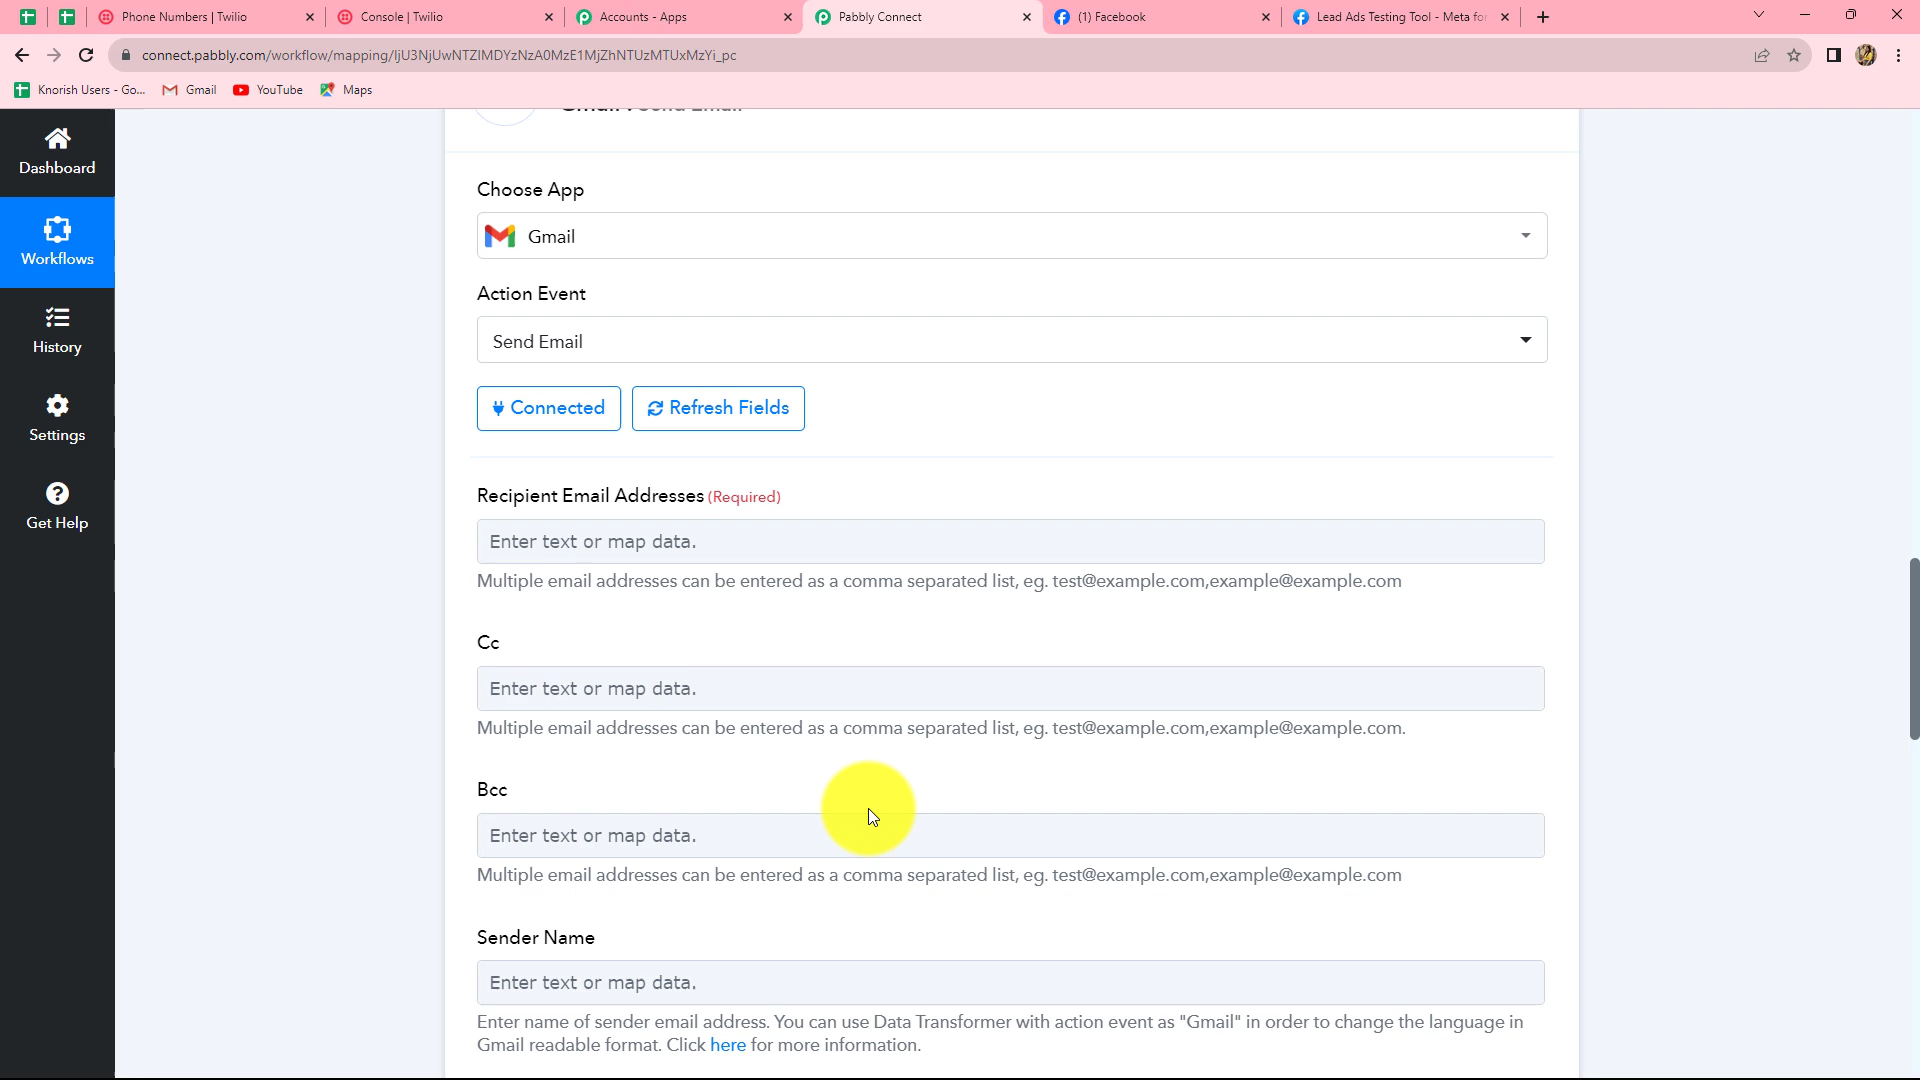 Phone Numbers | Twilio
Console | Twilio
Accounts - Apps
Pabbly Connect
(1) Facebook
Lead Ads Testing Tool - Meta fo
connect.pabbly.com/workflow/mapping/IjU3NjUwNTZlMDYzNzA0MzE1MjZhNTUzMTUxMzYi_pc
Knorish Users - Go...
Gmail
YouTube
Maps
Dashboard
Workflows
History
Settings
Get Help
Gmail : Send Email
Choose App
Gmail
Action Event
Send Email
Connected
Refresh Fields
Recipient Email Addresses (Required)
Enter text or map data.
Multiple email addresses can be entered as a comma separated list, eg. test@example.com,example@example.com
Cc
Enter text or map data.
Multiple email addresses can be entered as a comma separated list, eg. test@example.com,example@example.com.
Bcc
Enter text or map data.
Multiple email addresses can be entered as a comma separated list, eg. test@example.com,example@example.com
Sender Name
Enter text or map data.
Enter name of sender email address. You can use Data Transformer with action event as "Gmail" in order to change the language in
Gmail readable format. Click here for more information.